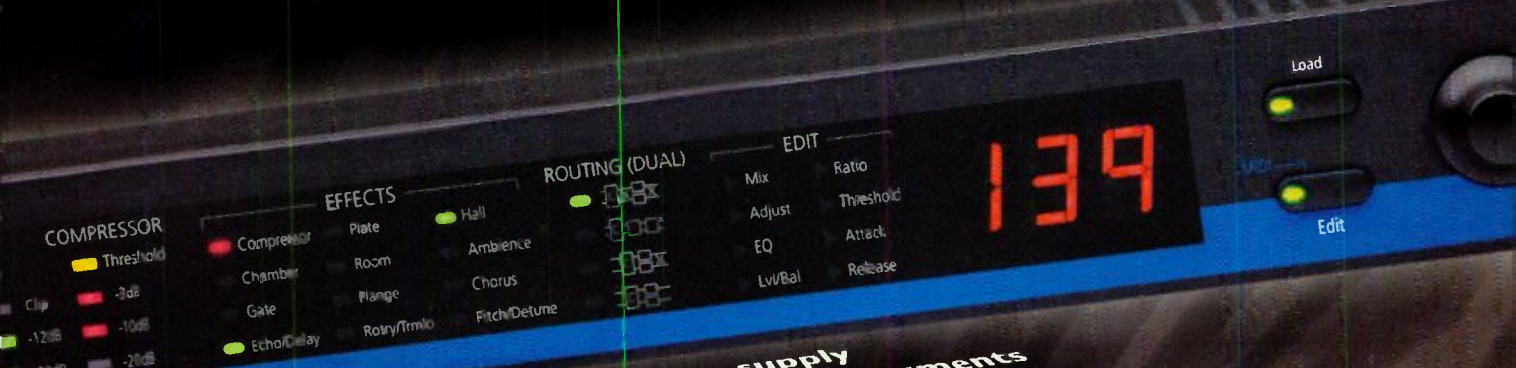 Load
Edit
139
EDIT
Mix
Ratio
Adjust
Threshold
EQ
Attack
Lvl/Bal
Release
ROUTING (DUAL)
EFFECTS
Compressor
Plate
Hall
Chamber
Room
Ambience
Gate
Flange
Chorus
Echo/Delay
Rotry/Trmlo
Pitch/Detune
COMPRESSOR
Threshold
Clip
-3dB
-12dB
-10dB
-20dB
supply